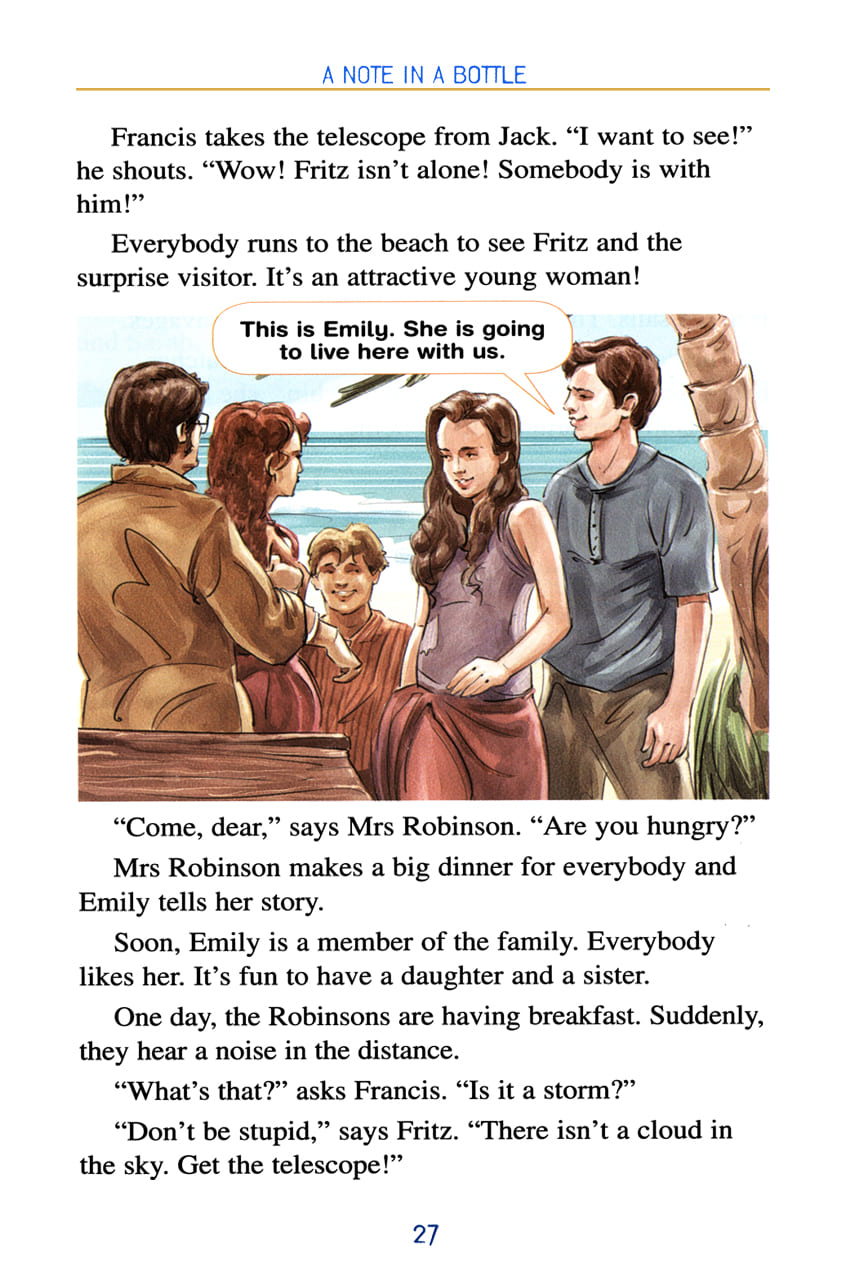 A NOTE IN A BOTTLE
Francis takes the telescope from Jack. “I want to see!”
he shouts. “Wow! Fritz isn’t alone! Somebody is with
him!”
Everybody runs to the beach to see Fritz and the
surprise visitor. It’s an attractive young woman!
This is Emily. She is going
to live here with us.
“Come, dear,” says Mrs Robinson. “Are you hungry?”
Mrs Robinson makes a big dinner for everybody and
Emily tells her story.
Soon, Emily is a member of the family. Everybody
likes her. It’s fun to have a daughter and a sister.
One day, the Robinsons are having breakfast. Suddenly,
they hear a noise in the distance.
“What’s that?” asks Francis. “Is it a storm?”
“Don’t be stupid,” says Fritz. “There isn’t a cloud in
the sky. Get the telescope!”
27